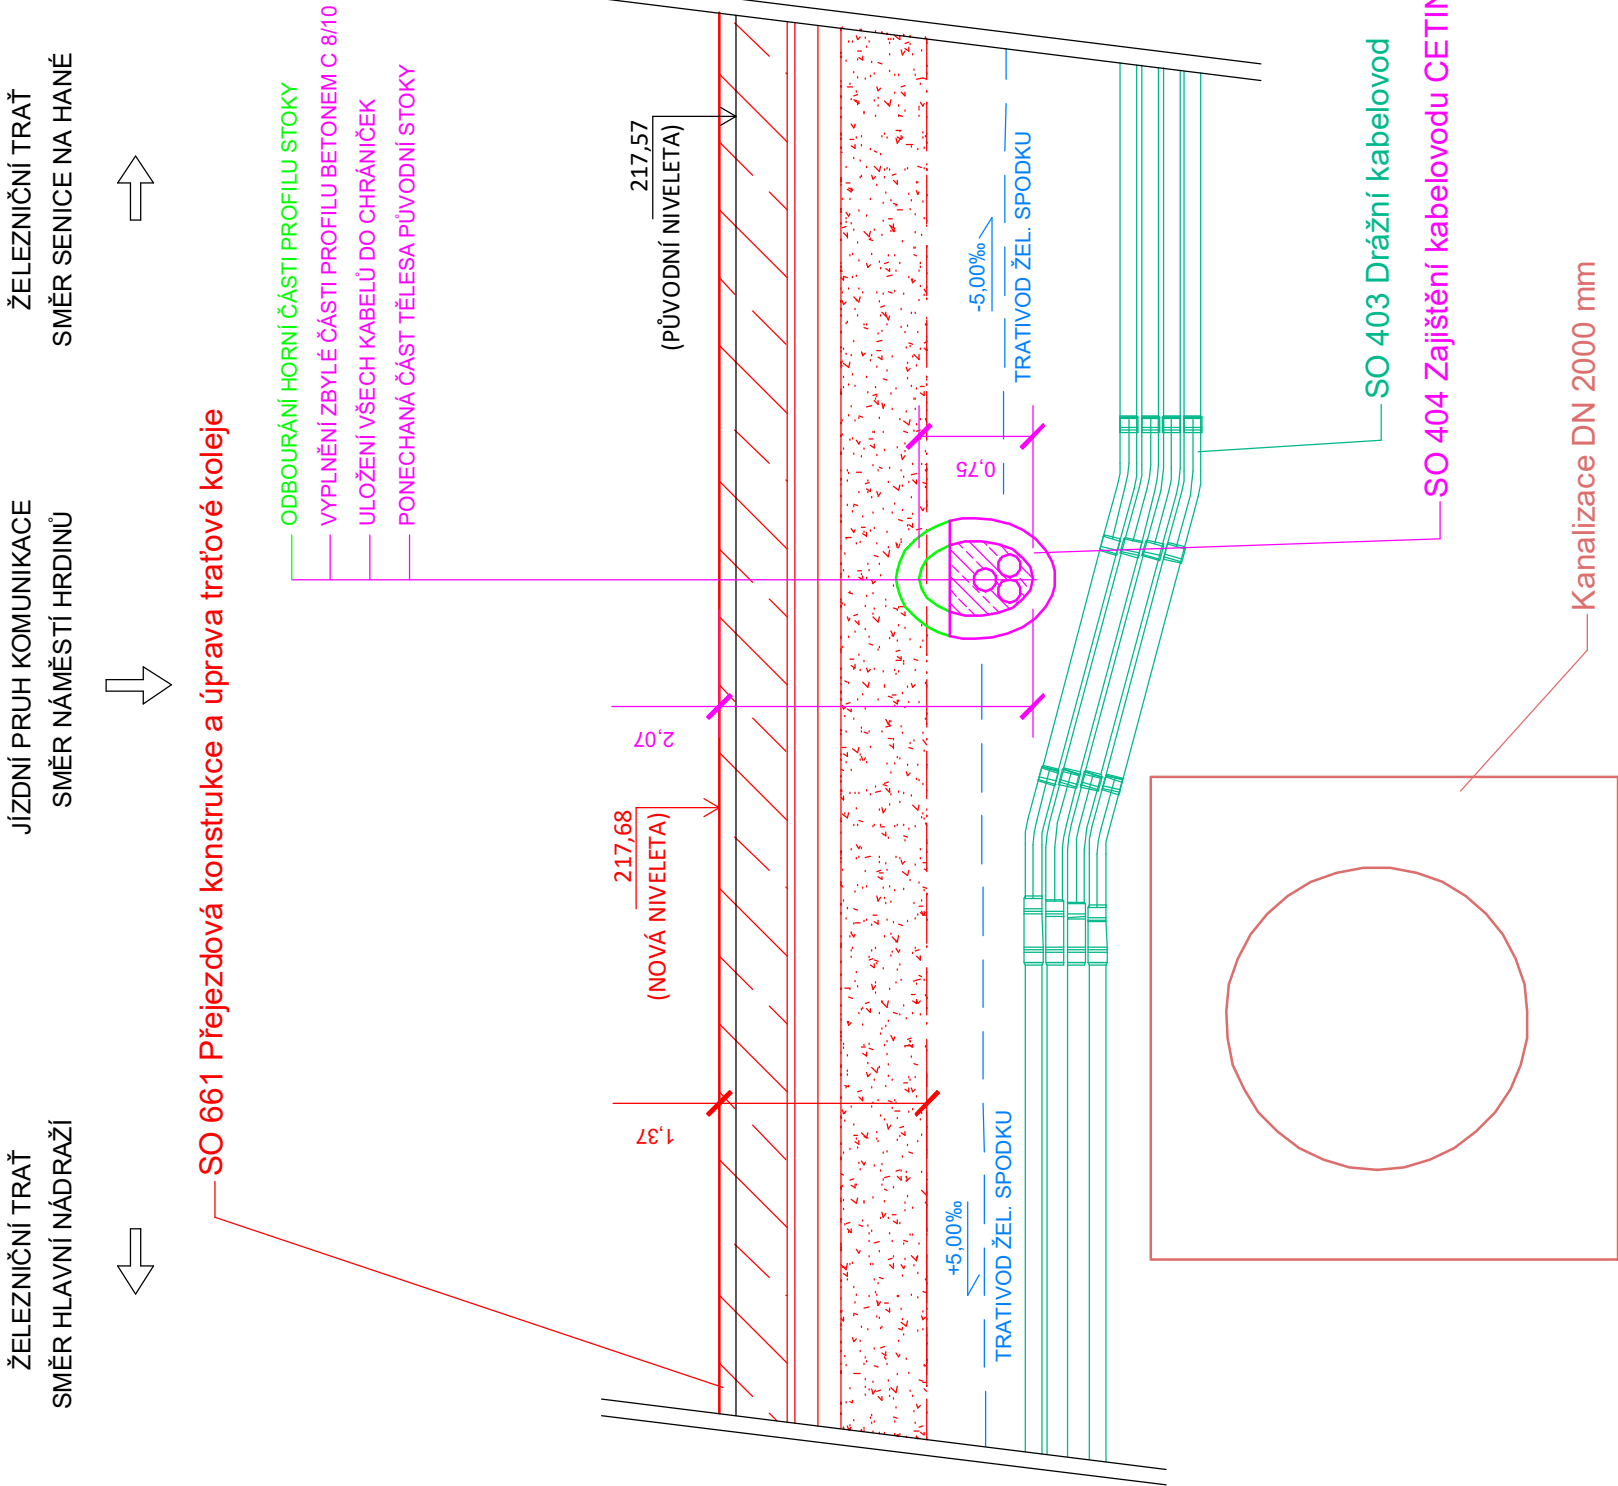 ŽELEZNIČNÍ TRAŤ
SMĚR HLAVNÍ NÁDRAŽÍ
JÍZDNÍ PRUH KOMUNIKACE
SMĚR NÁMĚSTÍ HRDINŮ
ŽELEZNIČNÍ TRAŤ
SMĚR SENICE NA HANÉ
SO 661 Přejezdová konstrukce a úprava traťové koleje
ODBOURÁNÍ HORNÍ ČÁSTI PROFILU STOKY
VYPLNĚNÍ ZBYLÉ ČÁSTI PROFILU BETONEM C 8/10
ULOŽENÍ VŠECH KABELŮ DO CHRÁNIČEK
PONECHANÁ ČÁST TĚLESA PŮVODNÍ STOKY
217,68
(NOVÁ NIVELETA)
217,57
(PŮVODNÍ NIVELETA)
1,37
2,07
0,75
+5,00‰
TRATIVOD ŽEL. SPODKU
-5,00‰
TRATIVOD ŽEL. SPODKU
SO 403 Drážní kabelovod
SO 404 Zajištění kabelovodu CETIN
Kanalizace DN 2000 mm